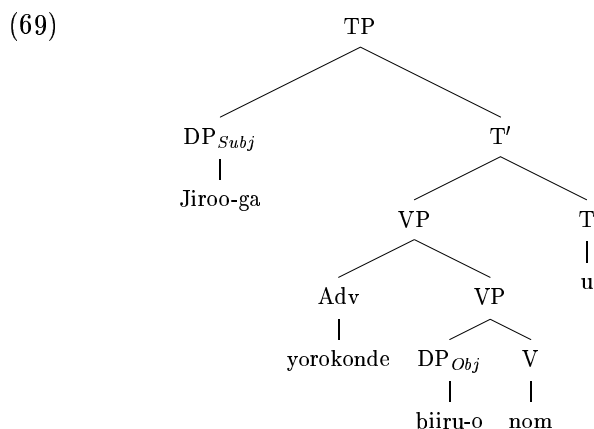 (69) TP
DP_Subj T′
Jiroo-ga
VP T
u
Adv VP
yorokonde DP_Obj V
biiru-o nom